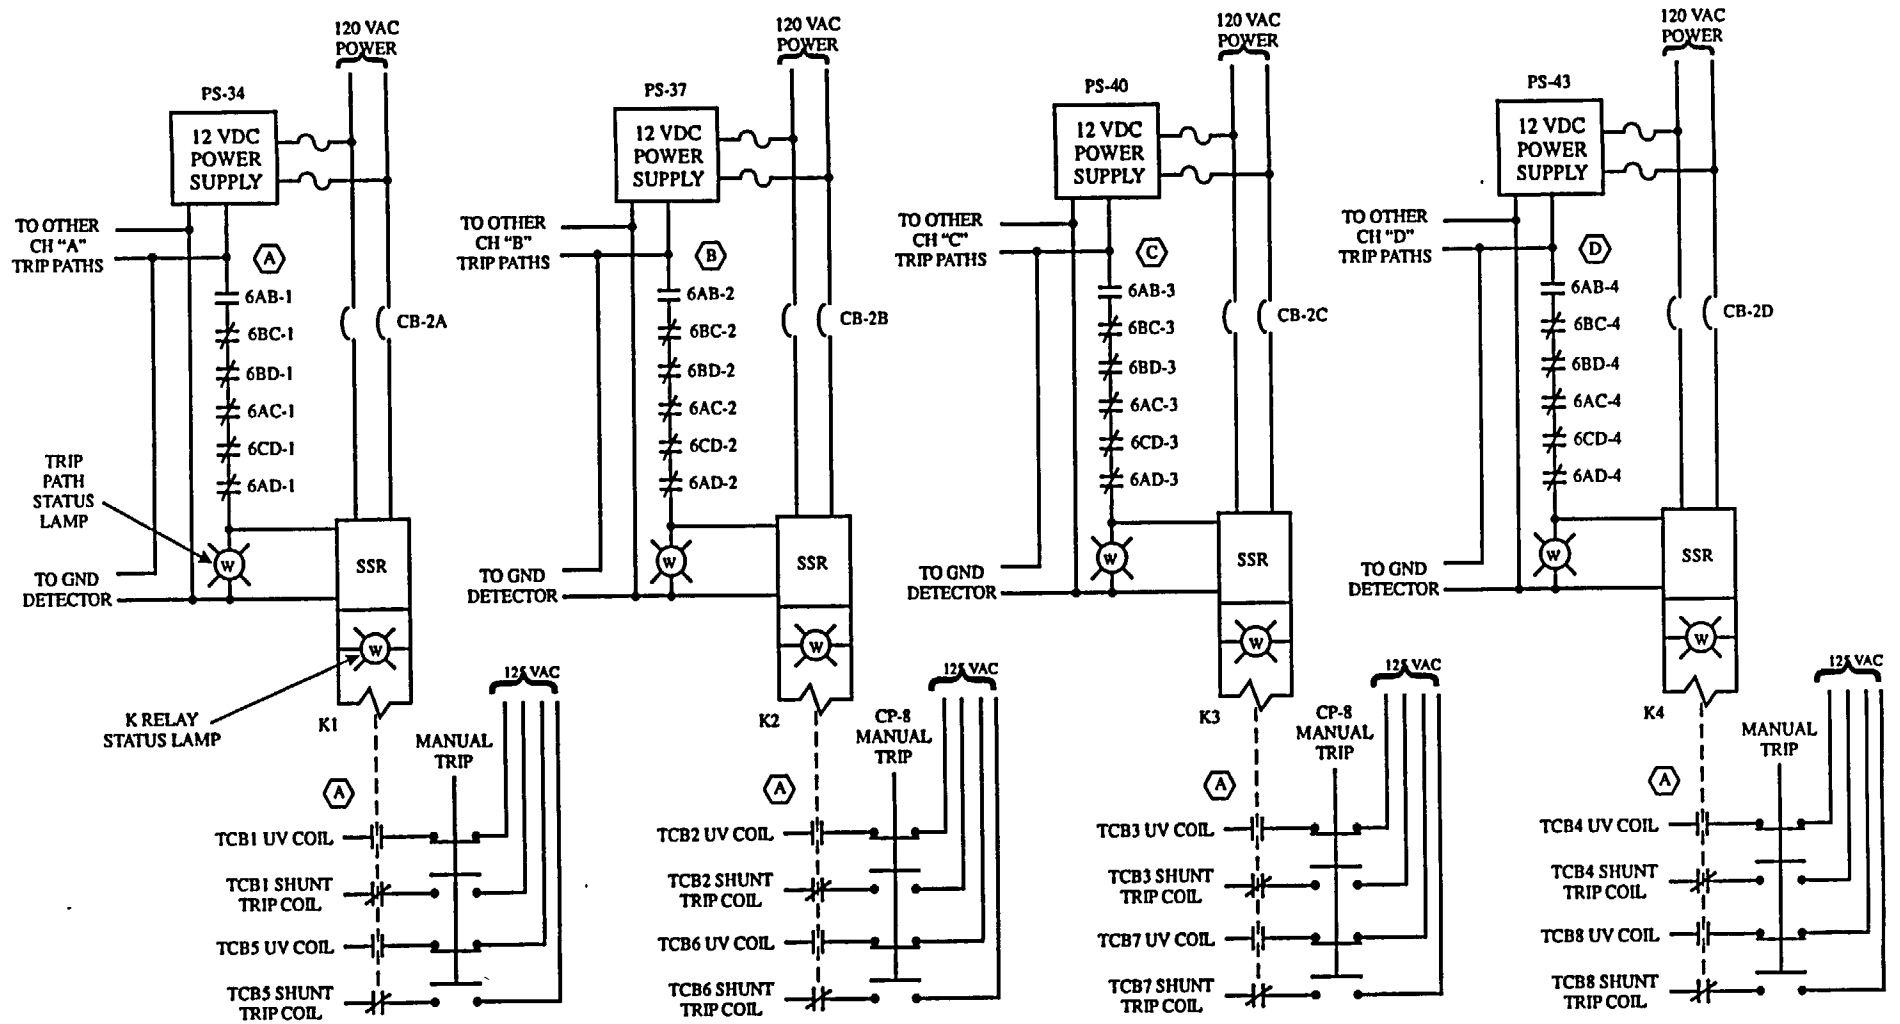 120 VAC
POWER
PS-34
12 VDC
POWER
SUPPLY
TO OTHER
CH "A"
TRIP PATHS
A
6AB-1
6BC-1
6BD-1
6AC-1
6CD-1
6AD-1
CB-2A
TRIP
PATH
STATUS
LAMP
W
SSR
TO GND
DETECTOR
W
K RELAY
STATUS LAMP
K1
125 VAC
MANUAL
TRIP
A
TCB1 UV COIL
TCB1 SHUNT
TRIP COIL
TCB5 UV COIL
TCB5 SHUNT
TRIP COIL
120 VAC
POWER
PS-37
12 VDC
POWER
SUPPLY
TO OTHER
CH "B"
TRIP PATHS
B
6AB-2
6BC-2
6BD-2
6AC-2
6CD-2
6AD-2
CB-2B
W
SSR
TO GND
DETECTOR
W
K2
125 VAC
CP-8
MANUAL
TRIP
A
TCB2 UV COIL
TCB2 SHUNT
TRIP COIL
TCB6 UV COIL
TCB6 SHUNT
TRIP COIL
120 VAC
POWER
PS-40
12 VDC
POWER
SUPPLY
TO OTHER
CH "C"
TRIP PATHS
C
6AB-3
6BC-3
6BD-3
6AC-3
6CD-3
6AD-3
CB-2C
W
SSR
TO GND
DETECTOR
W
K3
125 VAC
CP-8
MANUAL
TRIP
A
TCB3 UV COIL
TCB3 SHUNT
TRIP COIL
TCB7 UV COIL
TCB7 SHUNT
TRIP COIL
120 VAC
POWER
PS-43
12 VDC
POWER
SUPPLY
TO OTHER
CH "D"
TRIP PATHS
D
6AB-4
6BC-4
6BD-4
6AC-4
6CD-4
6AD-4
CB-2D
W
SSR
TO GND
DETECTOR
W
K4
125 VAC
MANUAL
TRIP
A
TCB4 UV COIL
TCB4 SHUNT
TRIP COIL
TCB8 UV COIL
TCB8 SHUNT
TRIP COIL